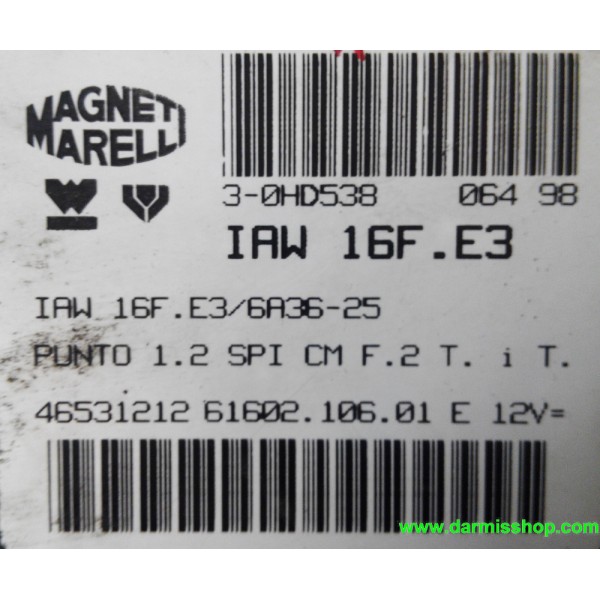 MAGNETI
MARELLI
3-0HD538 064 98
IAW 16F.E3
IAW 16F.E3/6A36-25
PUNTO 1.2 SPI CM F.2 T. i T.
46531212 61602.106.01 E 12V=
www.darmisshop.com